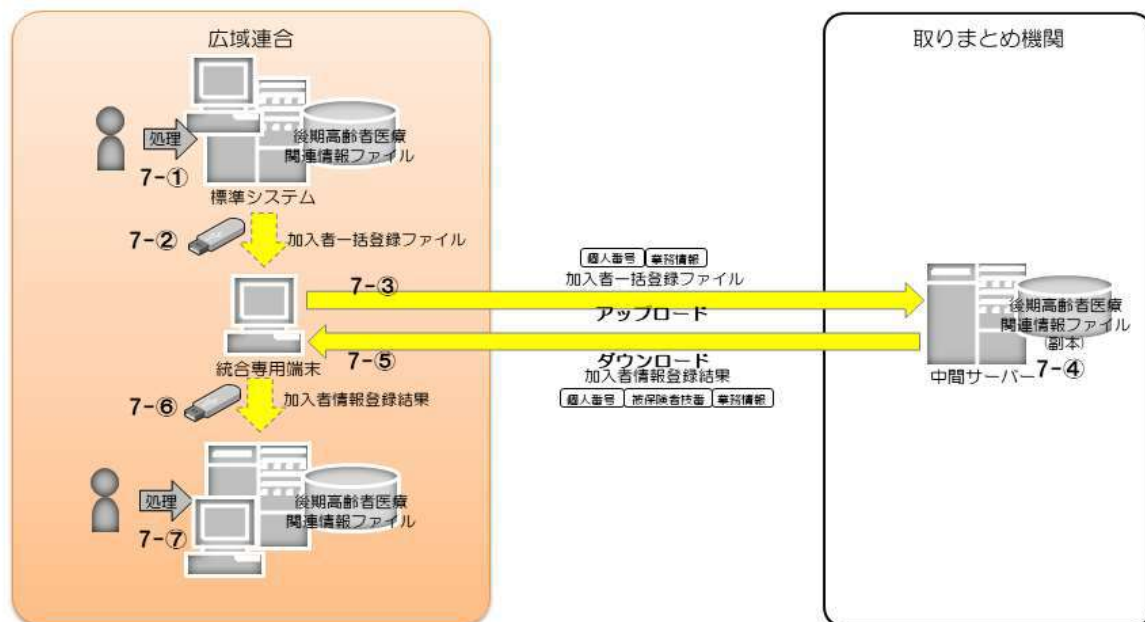 広域連合
取りまとめ機関
処理
後期高齢者医療
関連情報ファイル
7-①
標準システム
7-②
加入者一括登録ファイル
7-③
個人番号 業務情報
加入者一括登録ファイル
アップロード
後期高齢者医療
関連情報ファイル
(副本)
中間サーバー
7-④
統合専用端末
7-⑤
ダウンロード
加入者情報登録結果
個人番号 被保険者枝番 業務情報
7-⑥
加入者情報登録結果
処理
後期高齢者医療
関連情報ファイル
7-⑦